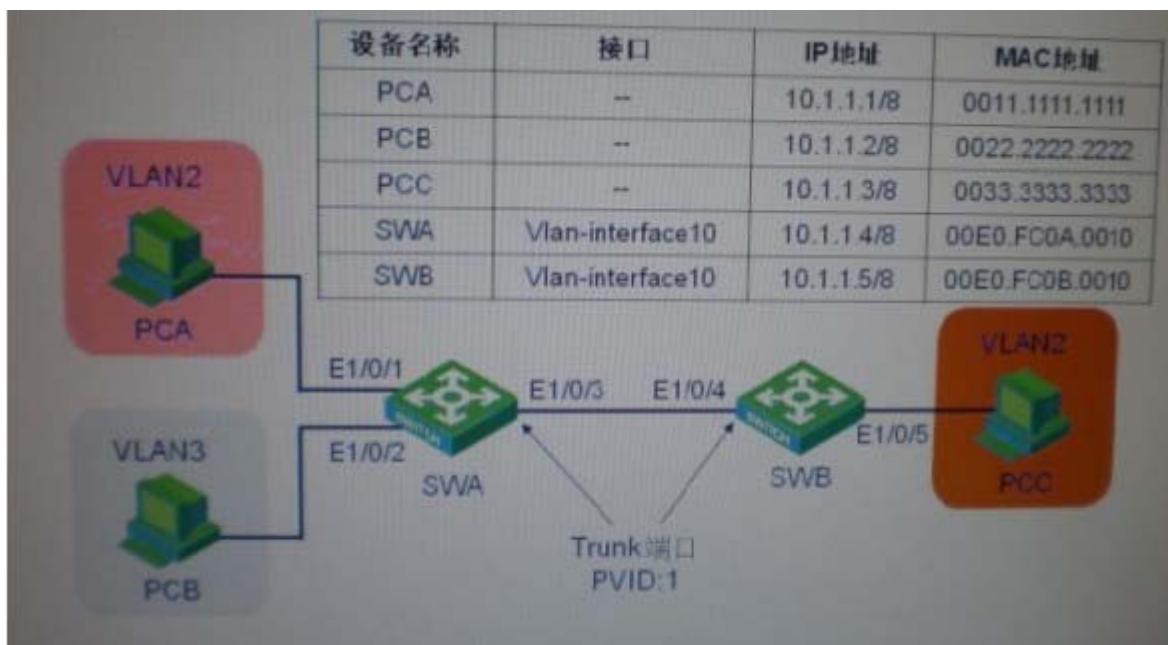 设备名称 接口 IP地址 MAC地址
PCA -- 10.1.1.1/8 0011.1111.1111
PCB -- 10.1.1.2/8 0022.2222.2222
PCC -- 10.1.1.3/8 0033.3333.3333
SWA Vlan-interface10 10.1.1.4/8 00E0.FC0A.0010
SWB Vlan-interface10 10.1.1.5/8 00E0.FC0B.0010
VLAN2
PCA
VLAN3
PCB
E1/0/1
E1/0/2
SWITCH
SWA
E1/0/3
E1/0/4
SWITCH
SWB
E1/0/5
VLAN2
PCC
Trunk端口
PVID:1